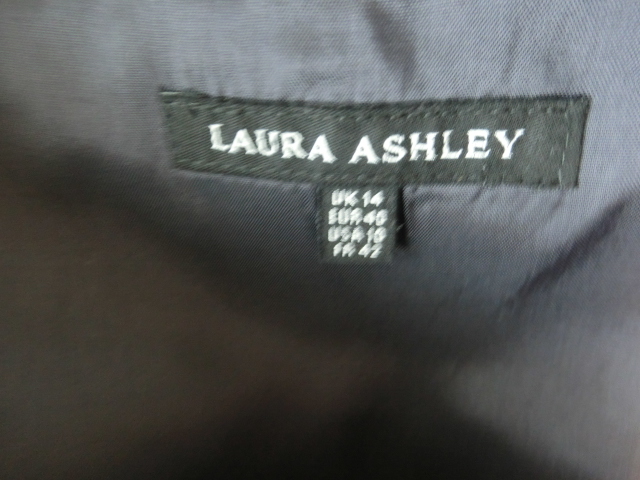 LAURA ASHLEY
UK 14
EUR 40
USA 10
FR 42